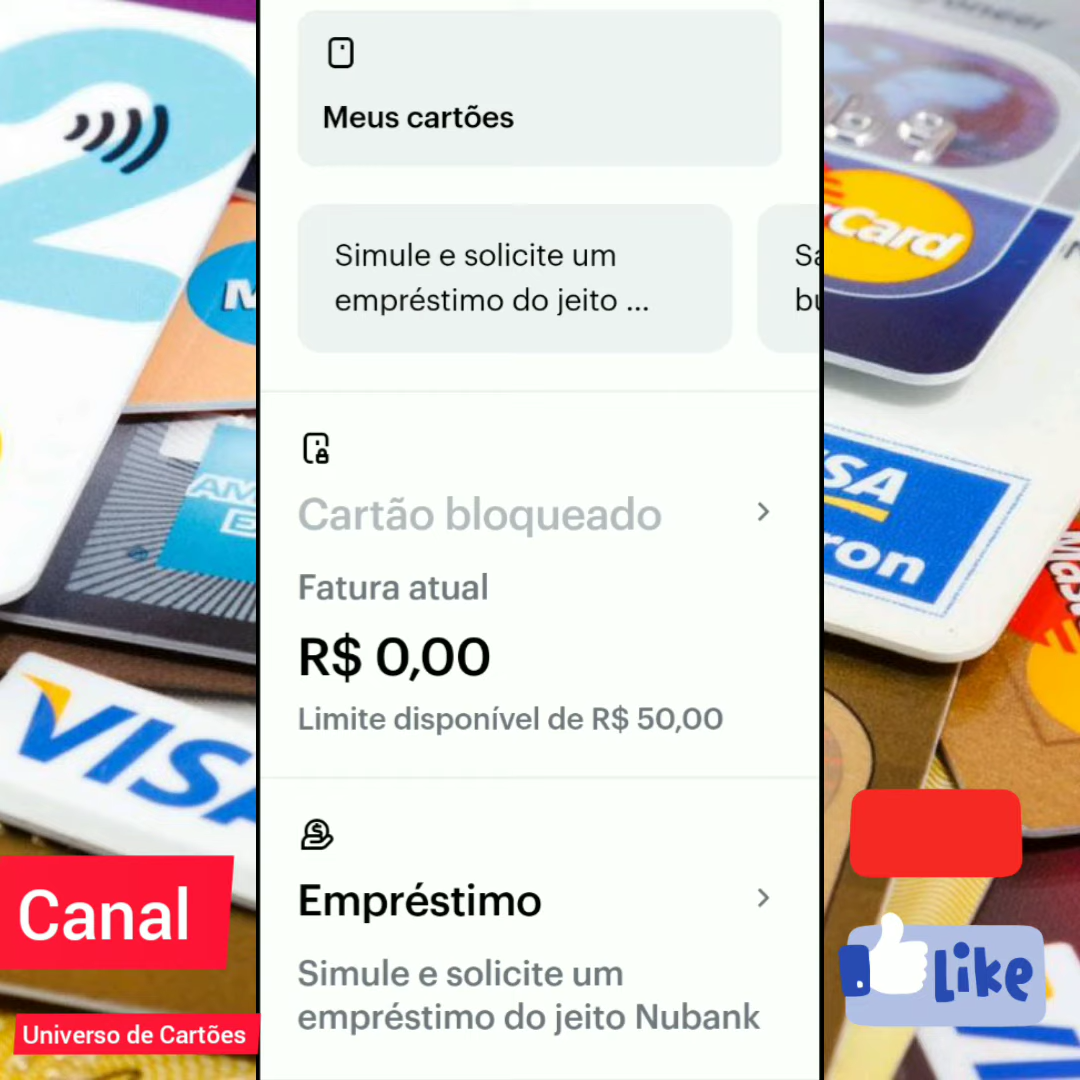 Meus cartões
Simule e solicite um
empréstimo do jeito ...
Cartão bloqueado
Fatura atual
R$ 0,00
Limite disponível de R$ 50,00
Empréstimo
Simule e solicite um
empréstimo do jeito Nubank
VISA
Canal
Universo de Cartões
Like